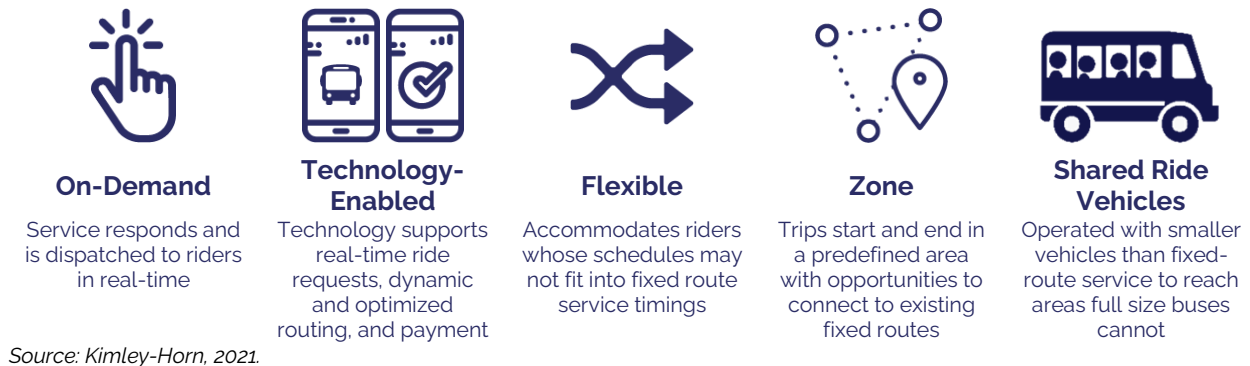 On-Demand
Service responds and
is dispatched to riders
in real-time
Technology-
Enabled
Technology supports
real-time ride
requests, dynamic
and optimized
routing, and payment
Flexible
Accommodates riders
whose schedules may
not fit into fixed route
service timings
Zone
Trips start and end in
a predefined area
with opportunities to
connect to existing
fixed routes
Shared Ride
Vehicles
Operated with smaller
vehicles than fixed-
route service to reach
areas full size buses
cannot
Source: Kimley-Horn, 2021.